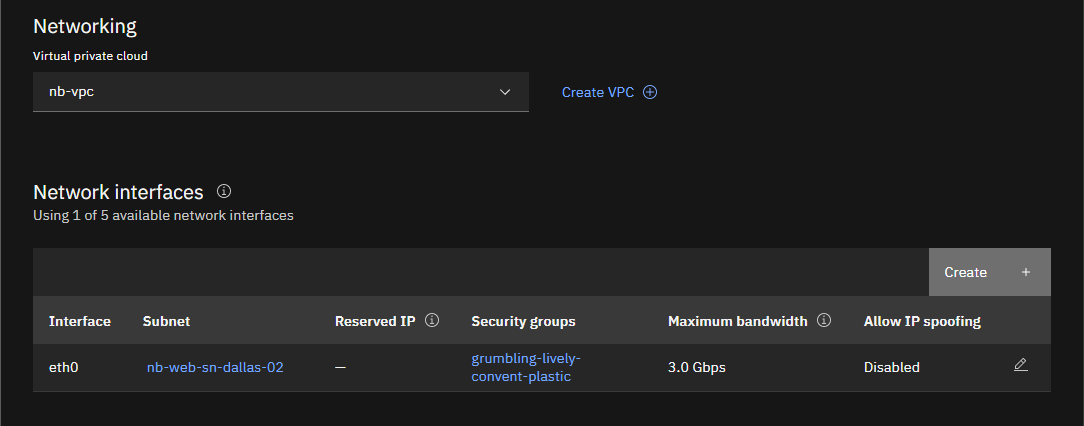 Networking
Virtual private cloud
nb-vpc
Create VPC
Network interfaces
Using 1 of 5 available network interfaces
Create +
Interface Subnet Reserved IP Security groups Maximum bandwidth Allow IP spoofing
eth0 nb-web-sn-dallas-02 — grumbling-lively-convent-plastic 3.0 Gbps Disabled